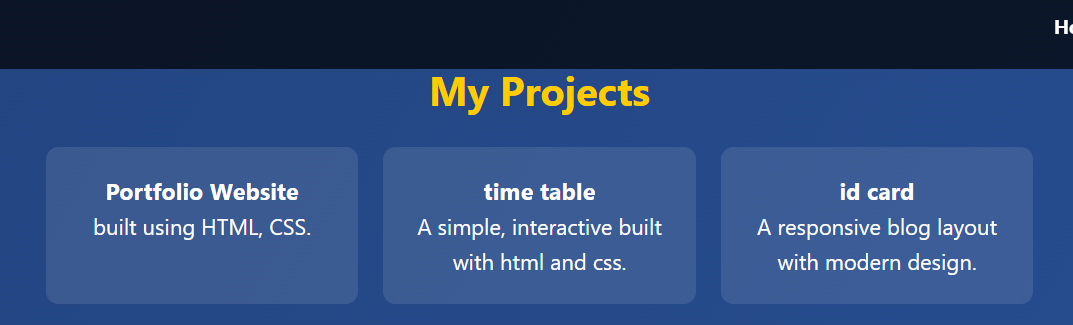 My Projects
Portfolio Website
built using HTML, CSS.
time table
A simple, interactive built
with html and css.
id card
A responsive blog layout
with modern design.